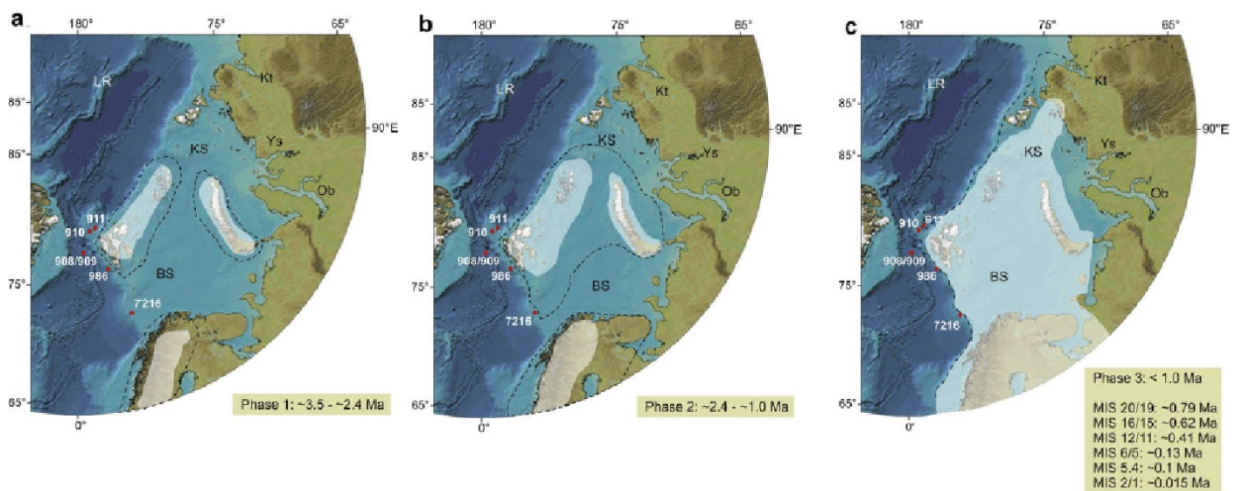 a
180° 75° 65°
LR
Kt
85°
90°E
Ys
KS
85°
Ob
911
910
908/909
986
BS
75°
7216
65°
Phase 1: ~3.5 - ~2.4 Ma
0°
b
180° 75° 65°
LR
Kt
85°
90°E
KS
Ys
85°
Ob
911
910
908/909
986
BS
75°
7216
65°
Phase 2: ~2.4 - ~1.0 Ma
0°
c
180° 75° 65°
LR
Kt
85°
90°E
KS
Ys
85°
Ob
911
910
908/909
986
BS
75°
7216
65°
0°
Phase 3: < 1.0 Ma
MIS 20/19: ~0.79 Ma
MIS 16/15: ~0.62 Ma
MIS 12/11: ~0.41 Ma
MIS 6/5: ~0.13 Ma
MIS 5.4: ~0.1 Ma
MIS 2/1: ~0.015 Ma